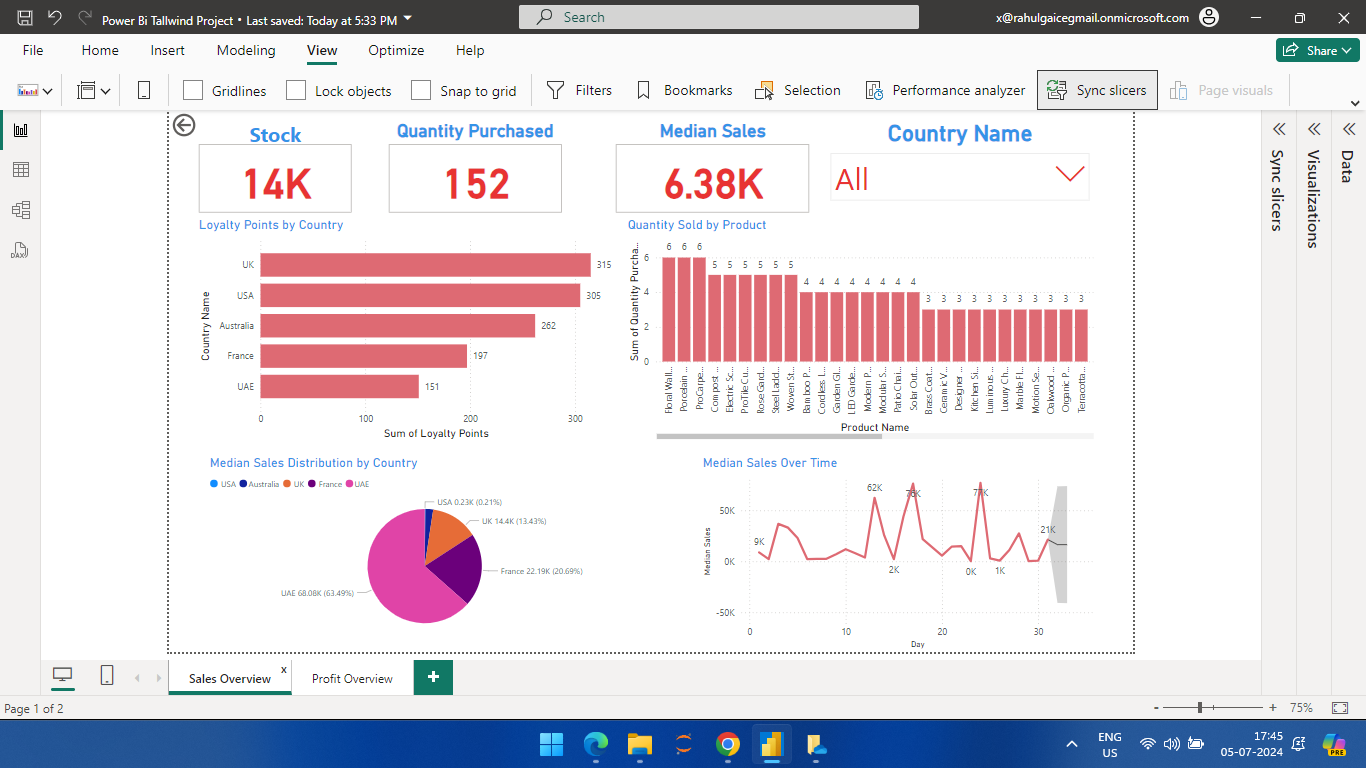 Power Bi Tallwind Project • Last saved: Today at 5:33 PM
Search
x@rahulgaicegmail.onmicrosoft.com
File Home Insert Modeling View Optimize Help
Share
Gridlines Lock objects Snap to grid Filters Bookmarks Selection Performance analyzer Sync slicers Page visuals
Stock
14K
Quantity Purchased
152
Median Sales
6.38K
Country Name
All
Loyalty Points by Country
Country Name
UK 315
USA 305
Australia 262
France 197
UAE 151
0 100 200 300
Sum of Loyalty Points
Quantity Sold by Product
Sum of Quantity Purcha...
6 4 2 0
6 6 6 5 5 5 5 5 5 4 4 4 4 4 4 4 4 3 3 3 3 3 3 3 3 3 3 3
Floral Wall...
Porcelain ...
ProCarpe...
Compost ...
Electric Sc...
ProTile Cu...
Rose Gard...
Steel Ladd...
Woven St...
Bamboo P...
Cordless L...
Garden Gl...
LED Garde...
Modern P...
Modular S...
Patio Chai...
Solar Out...
Brass Coat...
Ceramic V...
Designer ...
Kitchen Si...
Luminous ...
Luxury Ch...
Marble Fl...
Motion Se...
Oakwood ...
Organic P...
Terracotta...
Product Name
Median Sales Distribution by Country
USA Australia UK France UAE
USA 0.23K (0.21%)
UK 14.4K (13.43%)
France 22.19K (20.69%)
UAE 68.08K (63.49%)
Median Sales Over Time
Median Sales
50K
0K
-50K
9K 62K 2K 76K 0K 77K 1K 21K
0 10 20 30
Day
Sync slicers
Visualizations
Data
DAX
Sales Overview x
Profit Overview
+
Page 1 of 2
- + 75%
ENG
US
17:45
05-07-2024
PRE